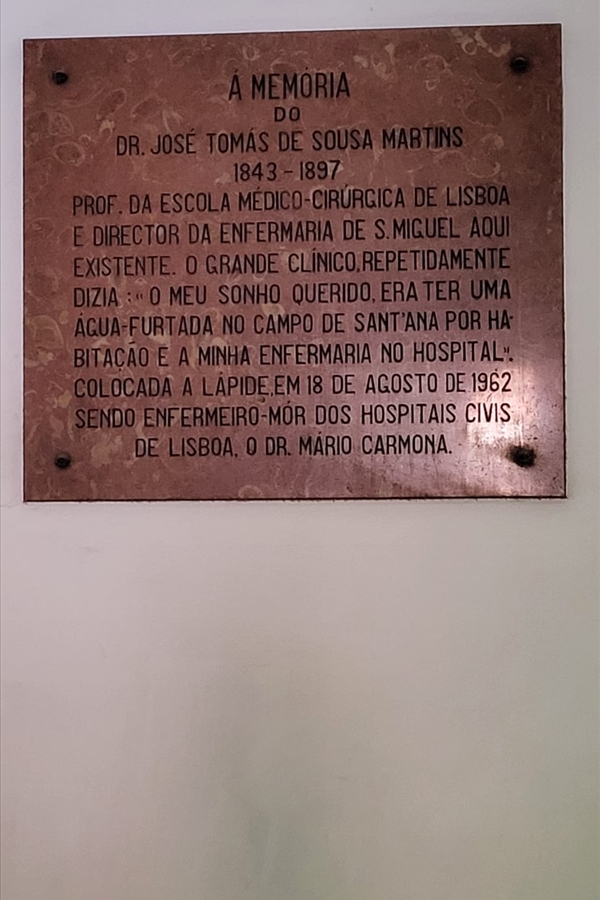 Á MEMÓRIA
DO
DR. JOSÉ TOMÁS DE SOUSA MARTINS
1843 - 1897
PROF. DA ESCOLA MÉDICO-CIRÚRGICA DE LISBOA
E DIRECTOR DA ENFERMARIA DE S. MIGUEL AQUI
EXISTENTE. O GRANDE CLÍNICO, REPETIDAMENTE
DIZIA : " O MEU SONHO QUERIDO, ERA TER UMA
ÁGUA-FURTADA NO CAMPO DE SANT'ANA POR HA-
BITAÇÃO E A MINHA ENFERMARIA NO HOSPITAL".
COLOCADA A LÁPIDE, EM 18 DE AGOSTO DE 1962
SENDO ENFERMEIRO-MÓR DOS HOSPITAIS CIVIS
DE LISBOA, O DR. MÁRIO CARMONA.